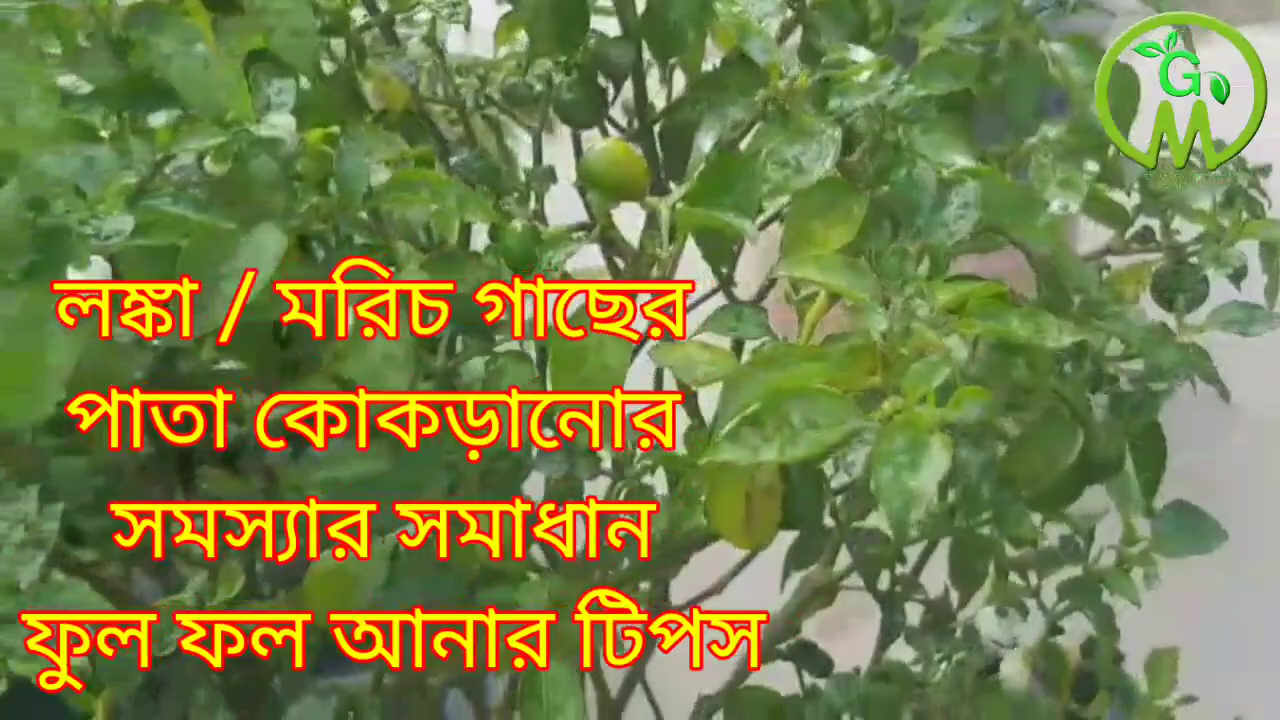 লঙ্কা / মরিচ গাছের
পাতা কোকড়ানোর
সমস্যার সমাধান
ফুল ফল আনার টিপস
G
M